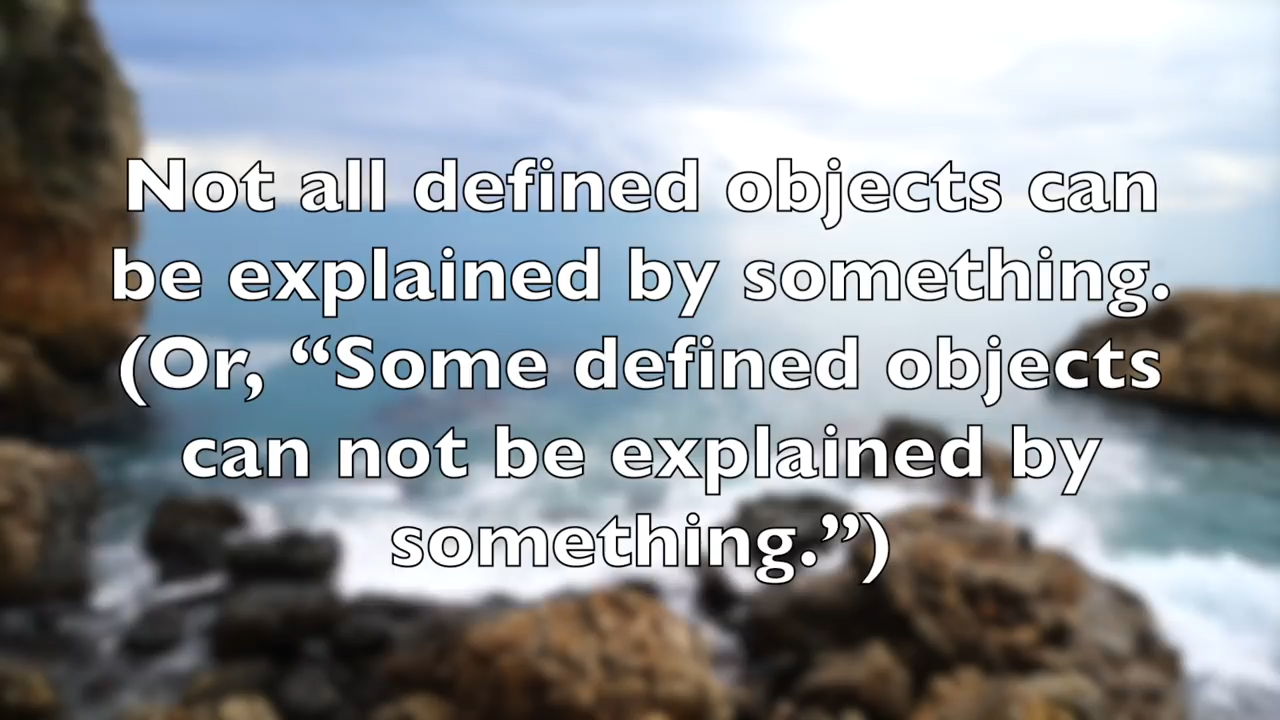 Not all defined objects can
be explained by something.
(Or, “Some defined objects
can not be explained by
something.”)